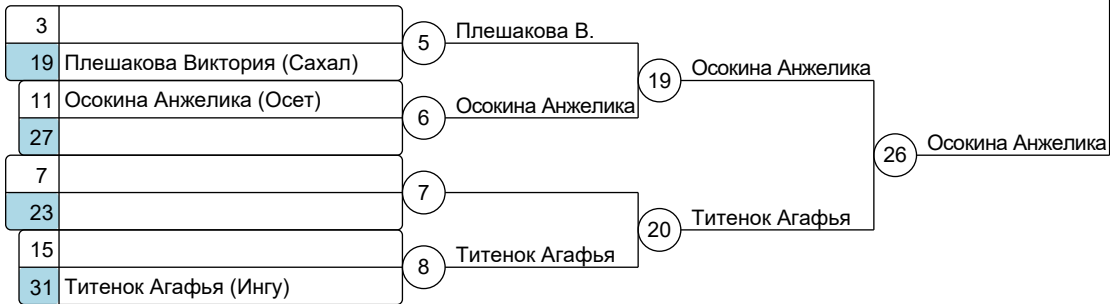 3
5
Плешакова В.
19
Плешакова Виктория (Сахал)
19
Осокина Анжелика
11
Осокина Анжелика (Осет)
6
Осокина Анжелика
27
26
Осокина Анжелика
7
7
23
20
Титенок Агафья
15
8
Титенок Агафья
31
Титенок Агафья (Ингу)